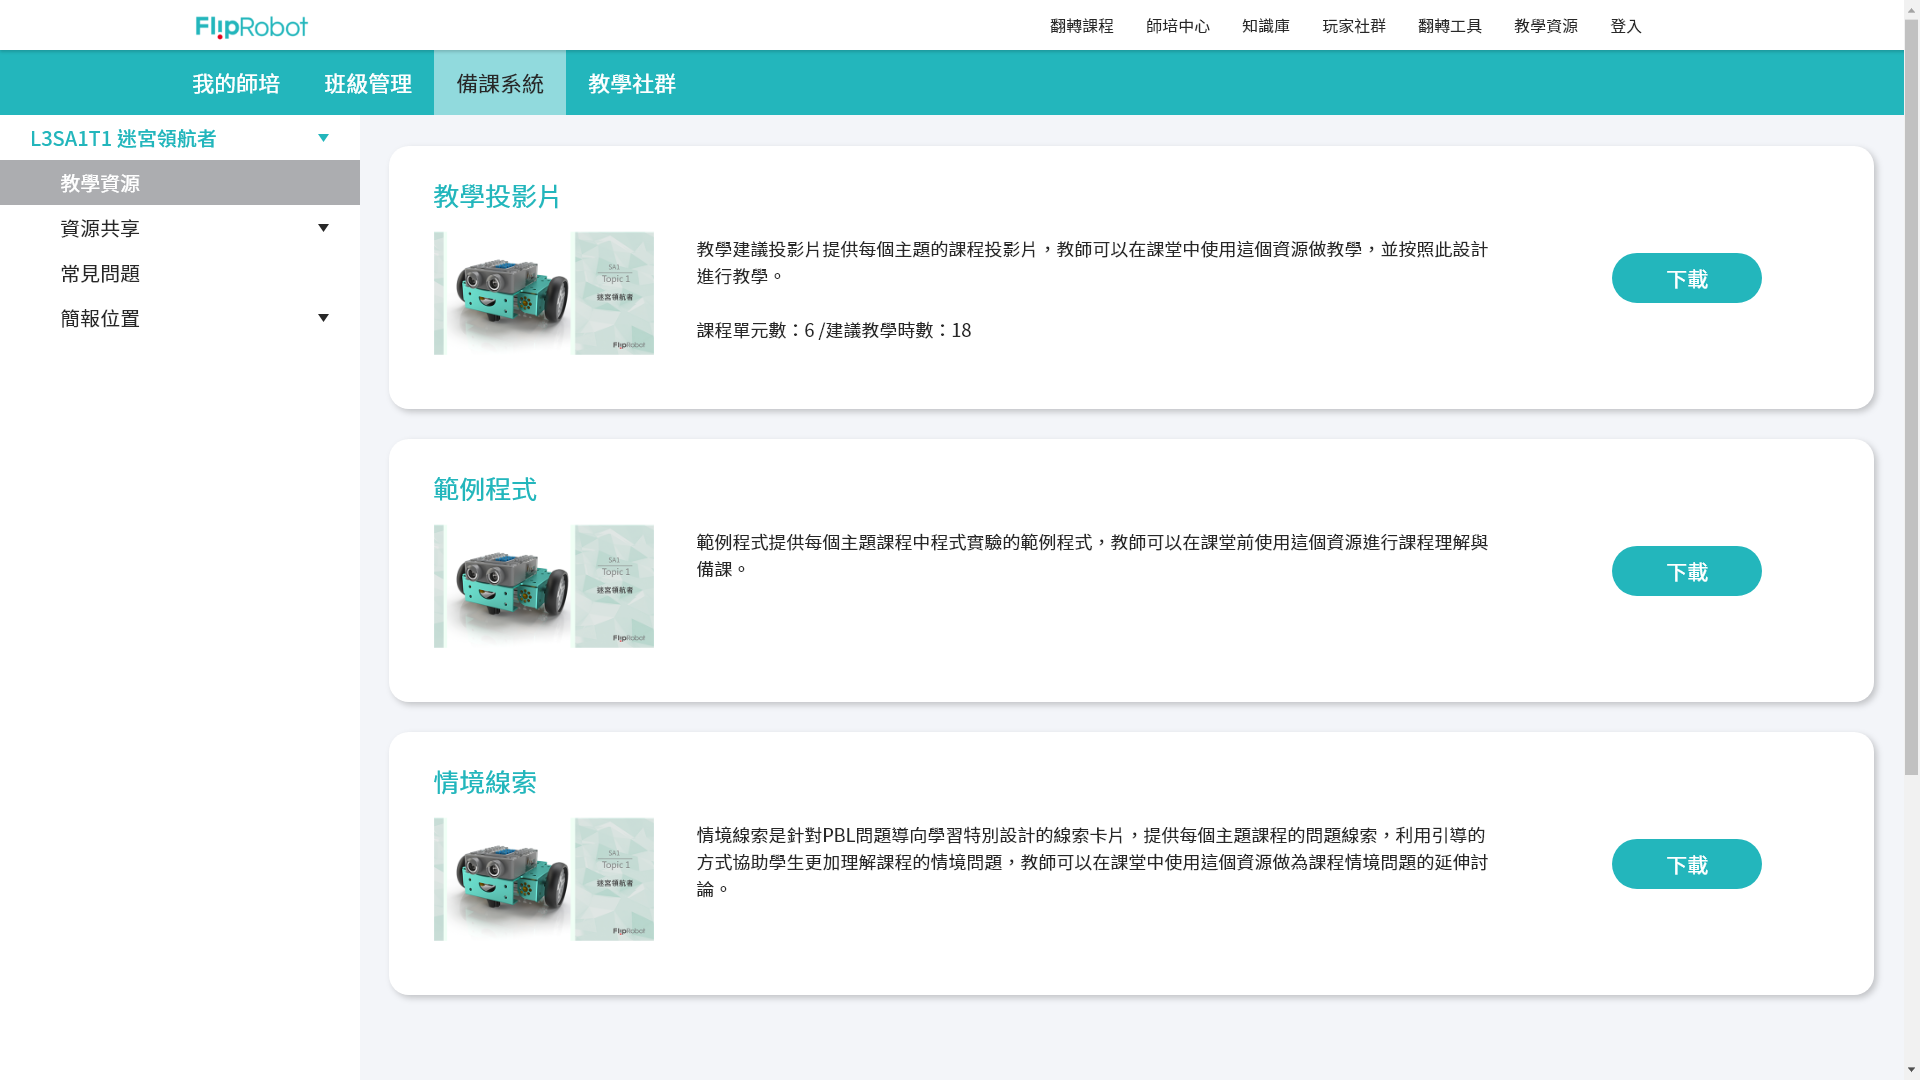 FlipRobot
翻轉課程
師培中心
知識庫
玩家社群
翻轉工具
教學資源
登入
我的師培
班級管理
備課系統
教學社群
L3SA1T1 迷宮領航者
教學資源
資源共享
常見問題
簡報位置
教學投影片
SA1
Topic 1
迷宮領航者
FlipRobot
教學建議投影片提供每個主題的課程投影片，教師可以在課堂中使用這個資源做教學，並按照此設計
進行教學。
課程單元數：6 /建議教學時數：18
下載
範例程式
SA1
Topic 1
迷宮領航者
FlipRobot
範例程式提供每個主題課程中程式實驗的範例程式，教師可以在課堂前使用這個資源進行課程理解與
備課。
下載
情境線索
SA1
Topic 1
迷宮領航者
FlipRobot
情境線索是針對PBL問題導向學習特別設計的線索卡片，提供每個主題課程的問題線索，利用引導的
方式協助學生更加理解課程的情境問題，教師可以在課堂中使用這個資源做為課程情境問題的延伸討
論。
下載